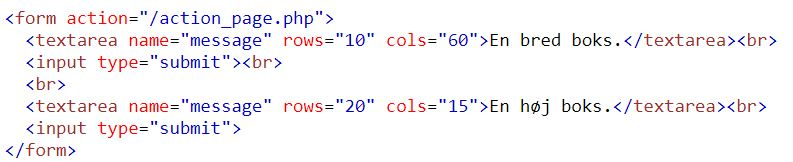 <form action="/action_page.php">
  <textarea name="message" rows="10" cols="60">En bred boks.</textarea><br>
  <input type="submit"><br>
  <br>
  <textarea name="message" rows="20" cols="15">En høj boks.</textarea><br>
  <input type="submit">
</form>